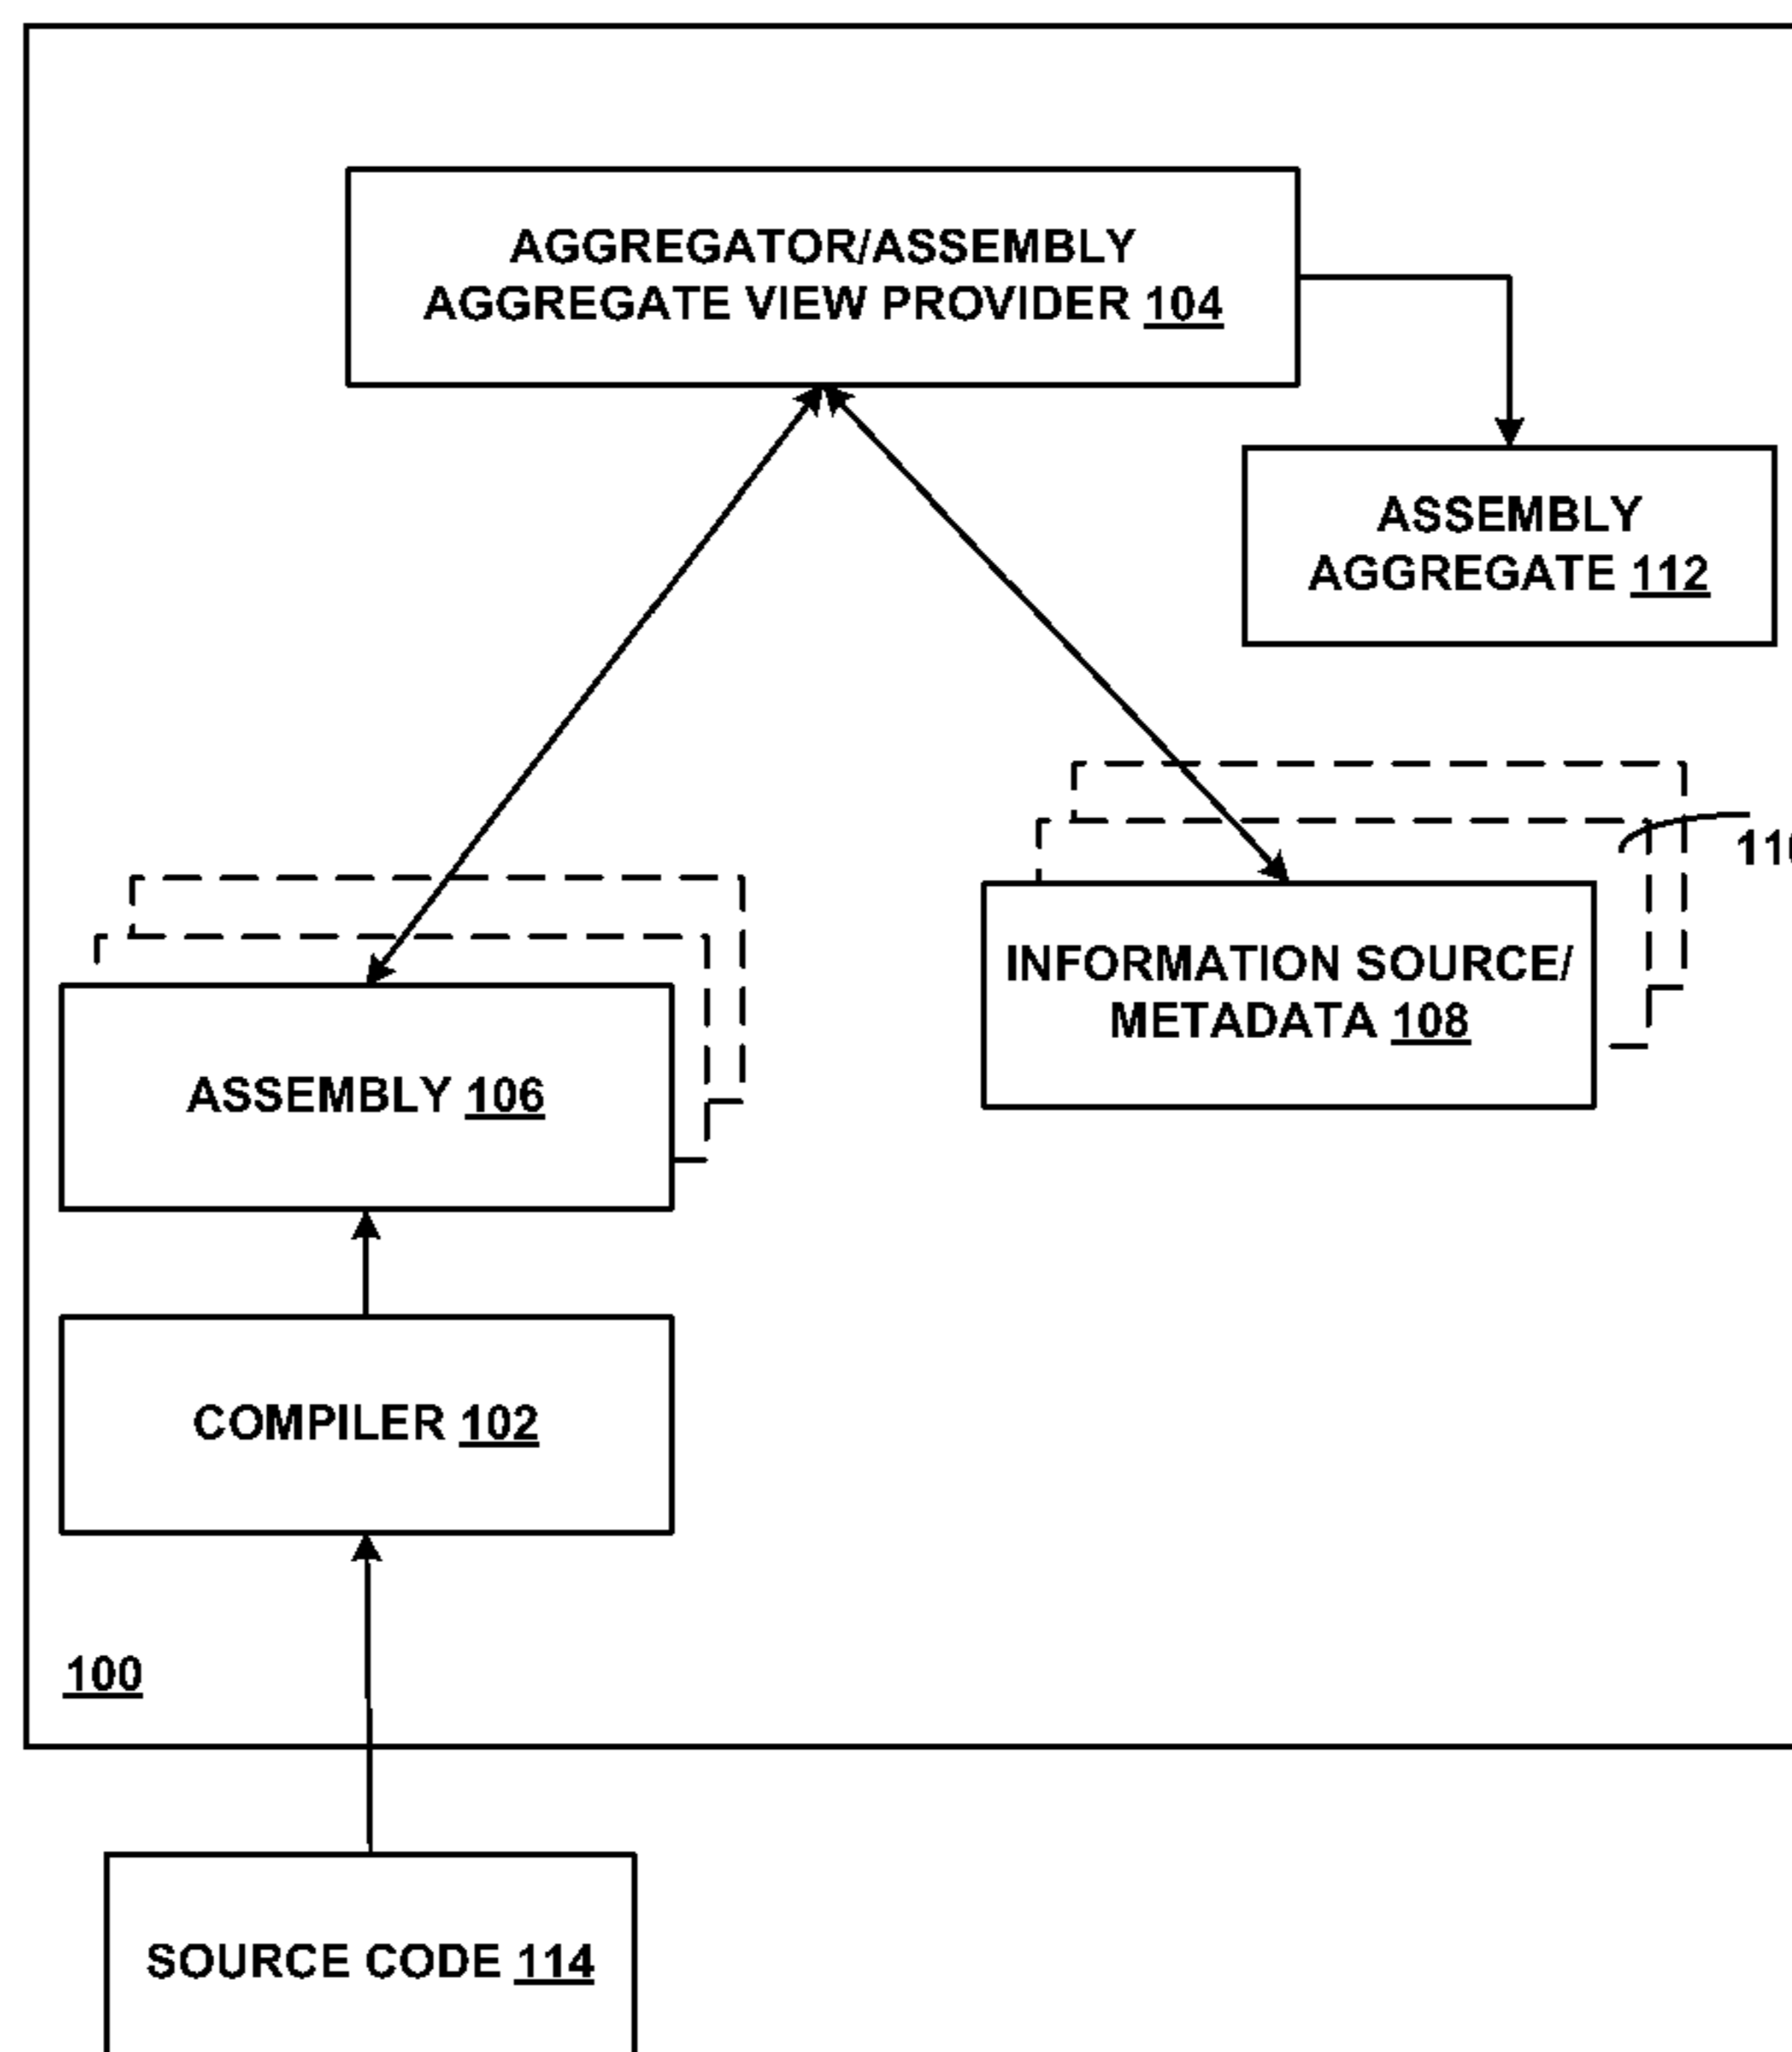 AGGREGATOR/ASSEMBLY
AGGREGATE VIEW PROVIDER 104
ASSEMBLY
AGGREGATE 112
INFORMATION SOURCE/
METADATA 108
ASSEMBLY 106
COMPILER 102
100
SOURCE CODE 114